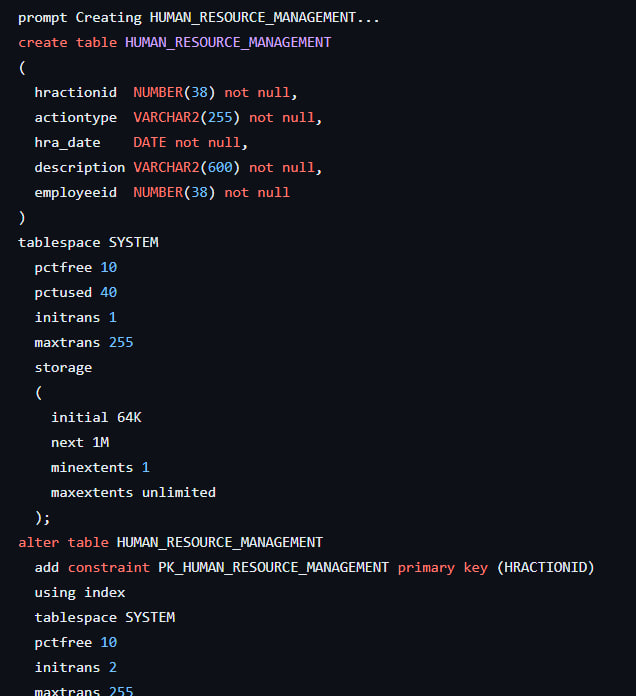 prompt Creating HUMAN_RESOURCE_MANAGEMENT...
create table HUMAN_RESOURCE_MANAGEMENT
(
  hractionid  NUMBER(38) not null,
  actiontype  VARCHAR2(255) not null,
  hra_date    DATE not null,
  description VARCHAR2(600) not null,
  employeeid  NUMBER(38) not null
)
tablespace SYSTEM
  pctfree 10
  pctused 40
  initrans 1
  maxtrans 255
  storage
  (
    initial 64K
    next 1M
    minextents 1
    maxextents unlimited
  );
alter table HUMAN_RESOURCE_MANAGEMENT
  add constraint PK_HUMAN_RESOURCE_MANAGEMENT primary key (HRACTIONID)
  using index
  tablespace SYSTEM
  pctfree 10
  initrans 2
  maxtrans 255